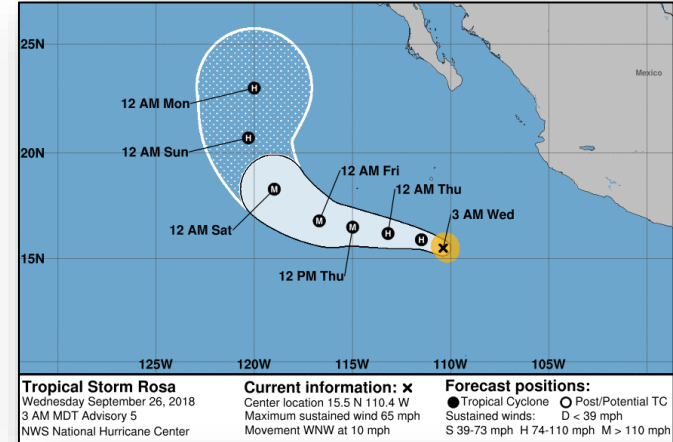 25N
Mexico
12 AM Mon
H
H
12 AM Sun
20N
12 AM Fri
12 AM Thu
M
3 AM Wed
12 AM Sat
M
M
H
H
12 PM Thu
15N
125W 120W 115W 110W 105W
Tropical Storm Rosa
Wednesday September 26, 2018
3 AM MDT Advisory 5
NWS National Hurricane Center
Current information: x
Center location 15.5 N 110.4 W
Maximum sustained wind 65 mph
Movement WNW at 10 mph
Forecast positions:
Tropical Cyclone Post/Potential TC
Sustained winds: D < 39 mph
S 39-73 mph H 74-110 mph M > 110 mph